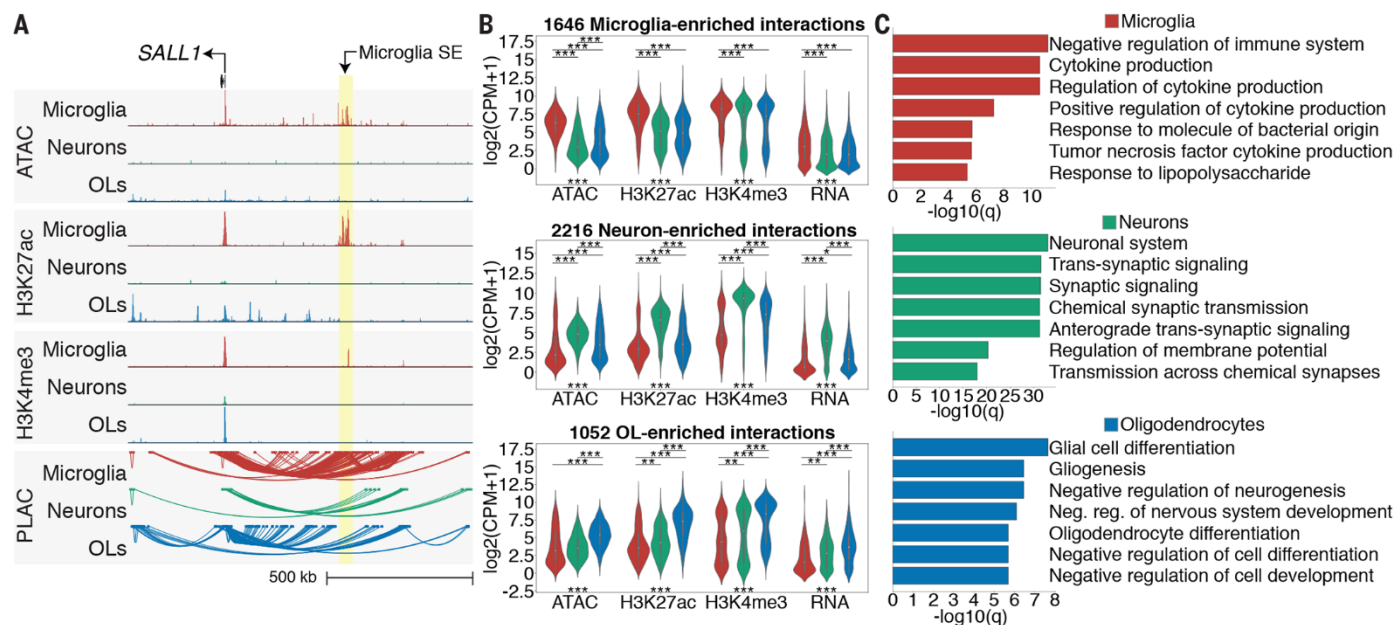 A
SALL1
Microglia SE
ATAC
Microglia
Neurons
OLs
H3K27ac
Microglia
Neurons
OLs
H3K4me3
Microglia
Neurons
OLs
PLAC
Microglia
Neurons
OLs
500 kb
B
1646 Microglia-enriched interactions
log2(CPM+1)
17.5
15
12.5
10
7.5
5
2.5
0
***
***
***
***
***
***
***
***
***
***
***
***
***
ATAC
H3K27ac
H3K4me3
RNA
2216 Neuron-enriched interactions
log2(CPM+1)
15
12.5
10
7.5
5
2.5
0
***
***
***
***
***
***
***
***
***
***
*
***
***
***
***
***
ATAC
H3K27ac
H3K4me3
RNA
1052 OL-enriched interactions
log2(CPM+1)
17.5
15
12.5
10
7.5
5
2.5
0
-2.5
***
***
***
***
**
***
***
**
***
***
**
***
***
***
***
ATAC
H3K27ac
H3K4me3
RNA
C
Microglia
Negative regulation of immune system
Cytokine production
Regulation of cytokine production
Positive regulation of cytokine production
Response to molecule of bacterial origin
Tumor necrosis factor cytokine production
Response to lipopolysaccharide
0 2 4 6 8 10
-log10(q)
Neurons
Neuronal system
Trans-synaptic signaling
Synaptic signaling
Chemical synaptic transmission
Anterograde trans-synaptic signaling
Regulation of membrane potential
Transmission across chemical synapses
0 5 10 15 20 25 30
-log10(q)
Oligodendrocytes
Glial cell differentiation
Gliogenesis
Negative regulation of neurogenesis
Neg. reg. of nervous system development
Oligodendrocyte differentiation
Negative regulation of cell differentiation
Negative regulation of cell development
0 1 2 3 4 5 6 7 8
-log10(q)